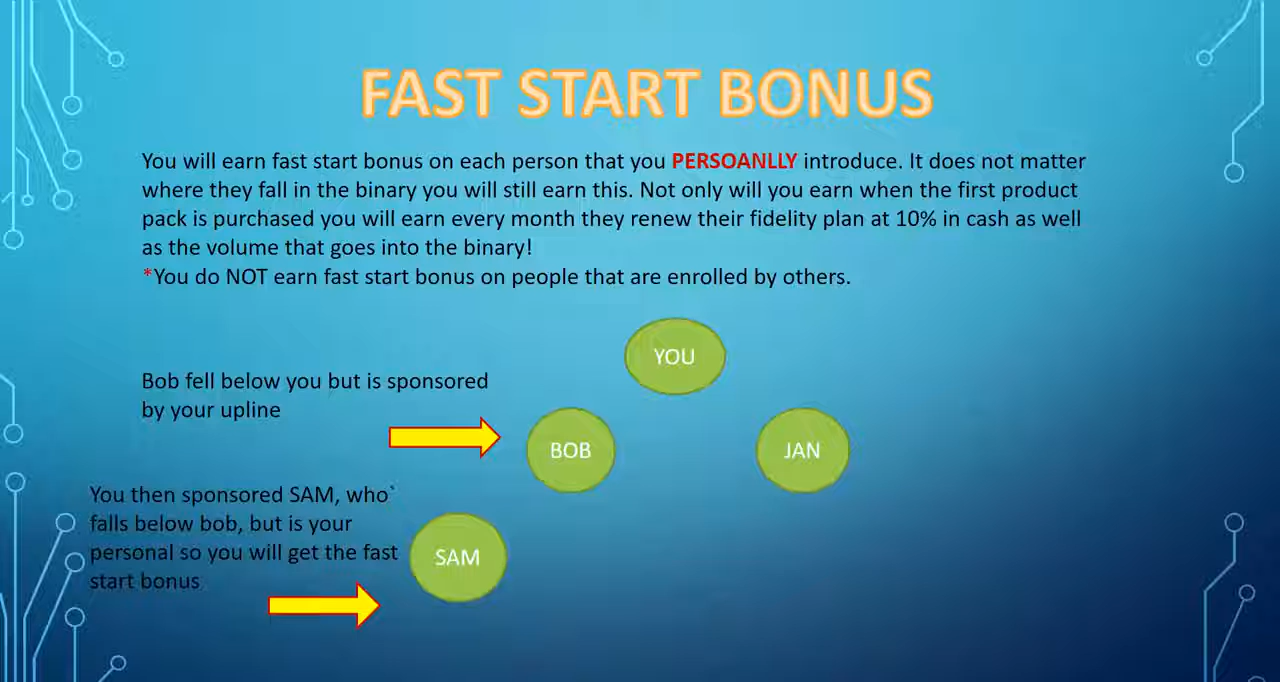 FAST START BONUS
You will earn fast start bonus on each person that you PERSOANLLY introduce. It does not matter
where they fall in the binary you will still earn this. Not only will you earn when the first product
pack is purchased you will earn every month they renew their fidelity plan at 10% in cash as well
as the volume that goes into the binary!
*You do NOT earn fast start bonus on people that are enrolled by others.
YOU
Bob fell below you but is sponsored
by your upline
BOB
JAN
You then sponsored SAM, who`
falls below bob, but is your
personal so you will get the fast
start bonus
SAM